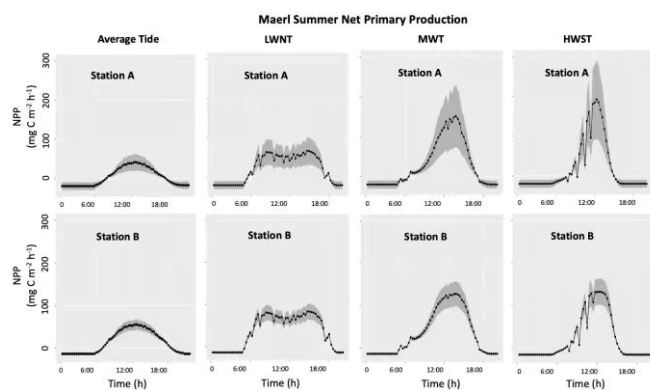 Maerl Summer Net Primary Production
Average Tide LWNT MWT HWST
Station A Station A Station A Station A
NPP
(mg C m⁻² h⁻¹)
300
200
100
0
0 6:00 12:00 18:00 0 6:00 12:00 18:00 0 6:00 12:00 18:00 0 6:00 12:00 18:00
Station B Station B Station B Station B
NPP
(mg C m⁻² h⁻¹)
300
200
100
0
0 6:00 12:00 18:00 0 6:00 12:00 18:00 0 6:00 12:00 18:00 0 6:00 12:00 18:00
Time (h) Time (h) Time (h) Time (h)